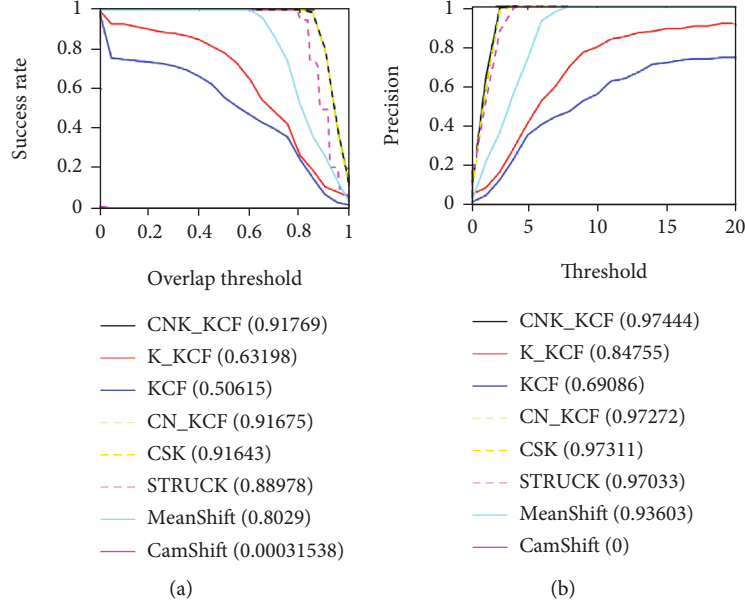 1
0.8
0.6
0.4
0.2
0
0 0.2 0.4 0.6 0.8 1
Success rate
Overlap threshold
CNK_KCF (0.91769)
K_KCF (0.63198)
KCF (0.50615)
CN_KCF (0.91675)
CSK (0.91643)
STRUCK (0.88978)
MeanShift (0.8029)
CamShift (0.00031538)
(a)
1
0.8
0.6
0.4
0.2
0
0 5 10 15 20
Precision
Threshold
CNK_KCF (0.97444)
K_KCF (0.84755)
KCF (0.69086)
CN_KCF (0.97272)
CSK (0.97311)
STRUCK (0.97033)
MeanShift (0.93603)
CamShift (0)
(b)